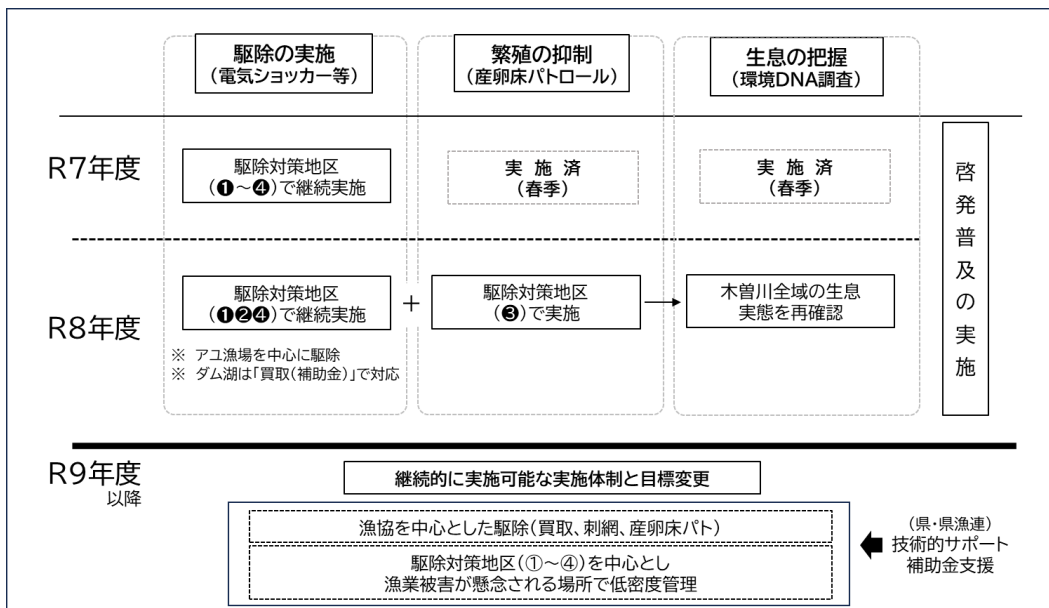 駆除の実施
(電気ショッカー等)
繁殖の抑制
(産卵床パトロール)
生息の把握
(環境DNA調査)
R7年度
駆除対策地区
(❶～❹)で継続実施
実 施 済
(春季)
実 施 済
(春季)
啓発普及の実施
R8年度
駆除対策地区
(❶❷❹)で継続実施
＋
駆除対策地区
(❸)で実施
木曽川全域の生息
実態を再確認
※ アユ漁場を中心に駆除
※ ダム湖は「買取(補助金)」で対応
R9年度
以降
継続的に実施可能な実施体制と目標変更
漁協を中心とした駆除(買取、刺網、産卵床パト)
駆除対策地区(①～④)を中心とし
漁業被害が懸念される場所で低密度管理
(県・県漁連)
技術的サポート
補助金支援